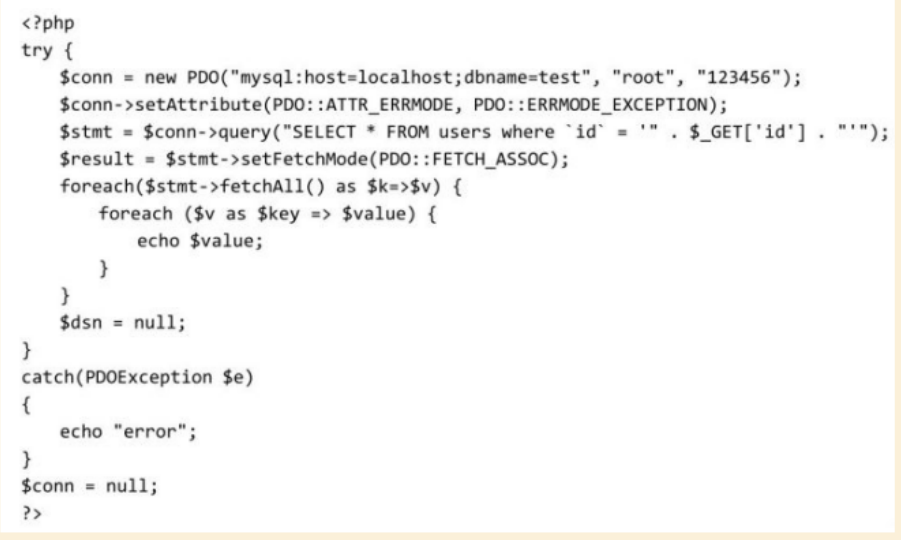 <?php
try {
    $conn = new PDO("mysql:host=localhost;dbname=test", "root", "123456");
    $conn->setAttribute(PDO::ATTR_ERRMODE, PDO::ERRMODE_EXCEPTION);
    $stmt = $conn->query("SELECT * FROM users where `id` = '" . $_GET['id'] . "'");
    $result = $stmt->setFetchMode(PDO::FETCH_ASSOC);
    foreach($stmt->fetchAll() as $k=>$v) {
        foreach ($v as $key => $value) {
            echo $value;
        }
    }
    $dsn = null;
}
catch(PDOException $e)
{
    echo "error";
}
$conn = null;
?>